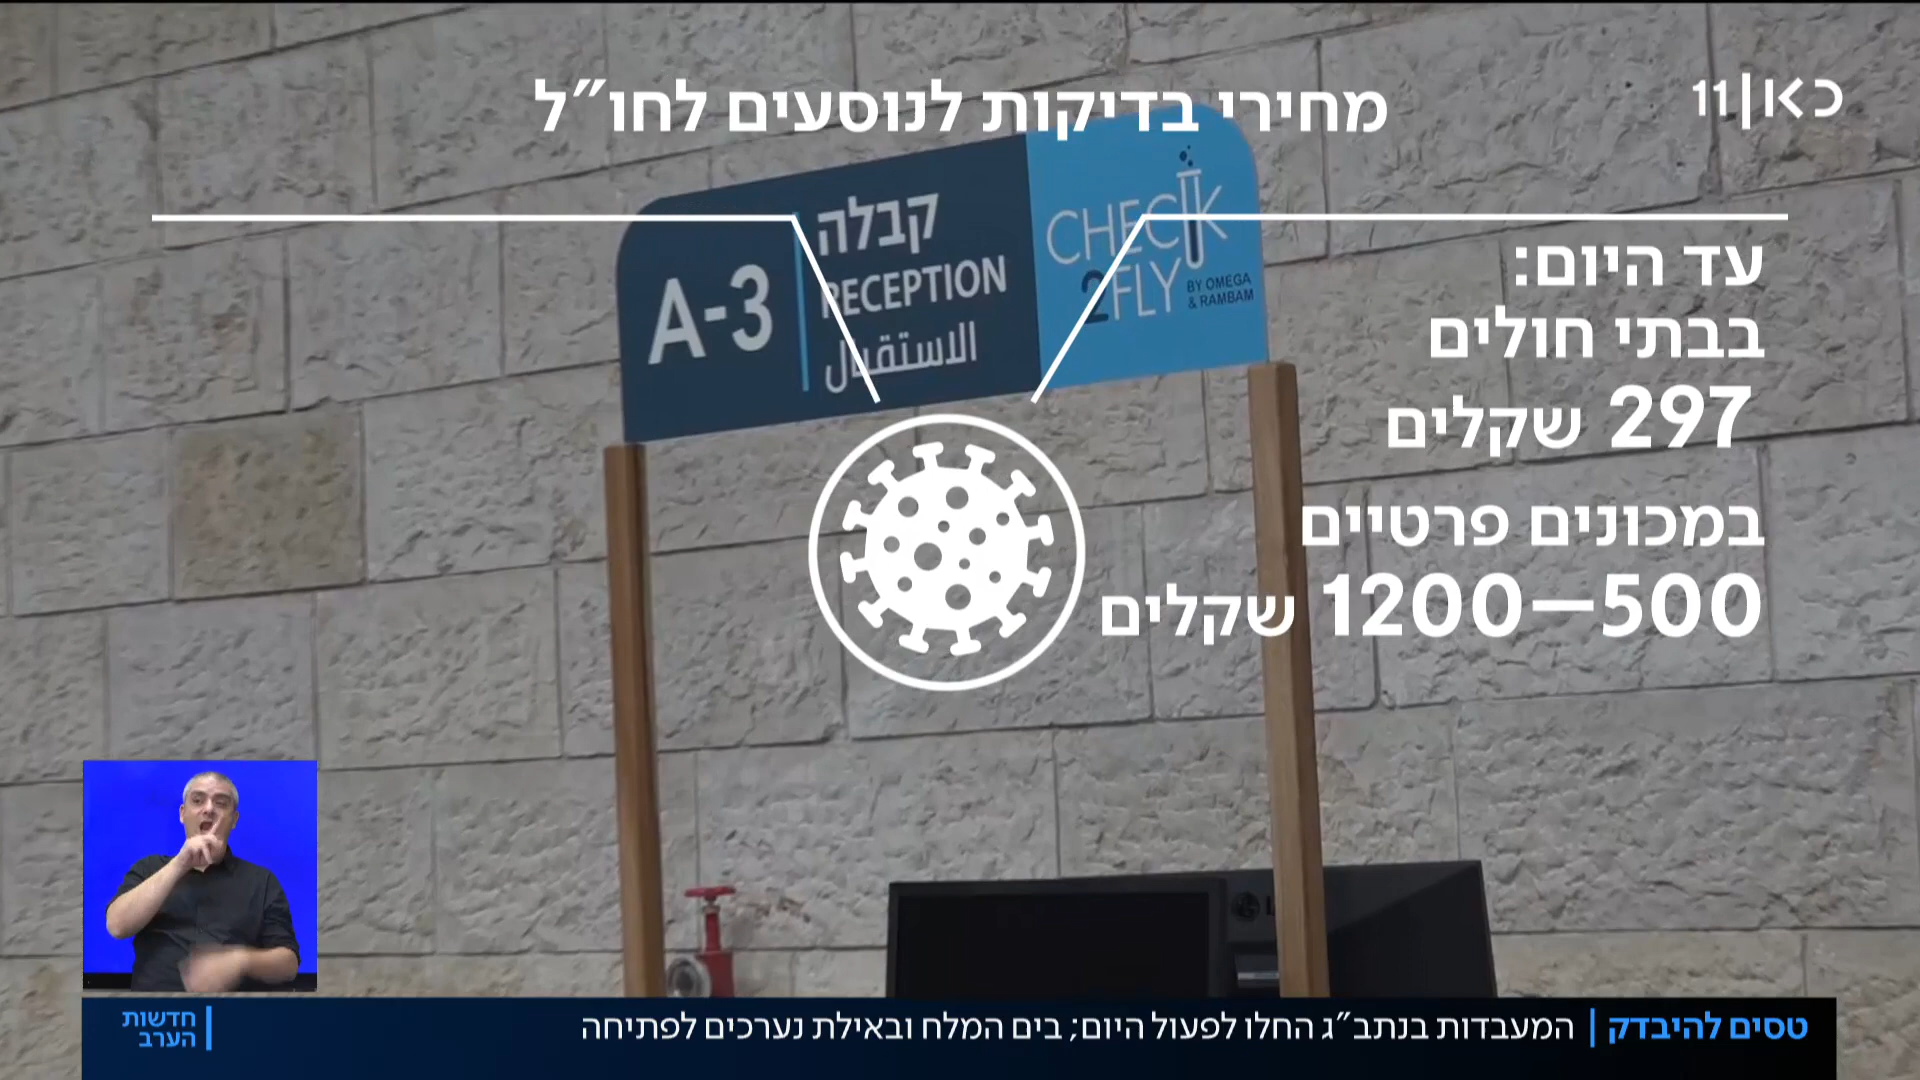 כאן|11
מחירי בדיקות לנוסעים לחו"ל
עד היום:
בבתי חולים
297 שקלים
במכונים פרטיים
500—1200 שקלים
A-3
קבלה
RECEPTION
الاستقبال
CHECK
2FLY
BY OMEGA
& RAMBAM
טסים להיבדק | המעבדות בנתב"ג החלו לפעול היום; בים המלח ובאילת נערכים לפתיחה
חדשות
הערב